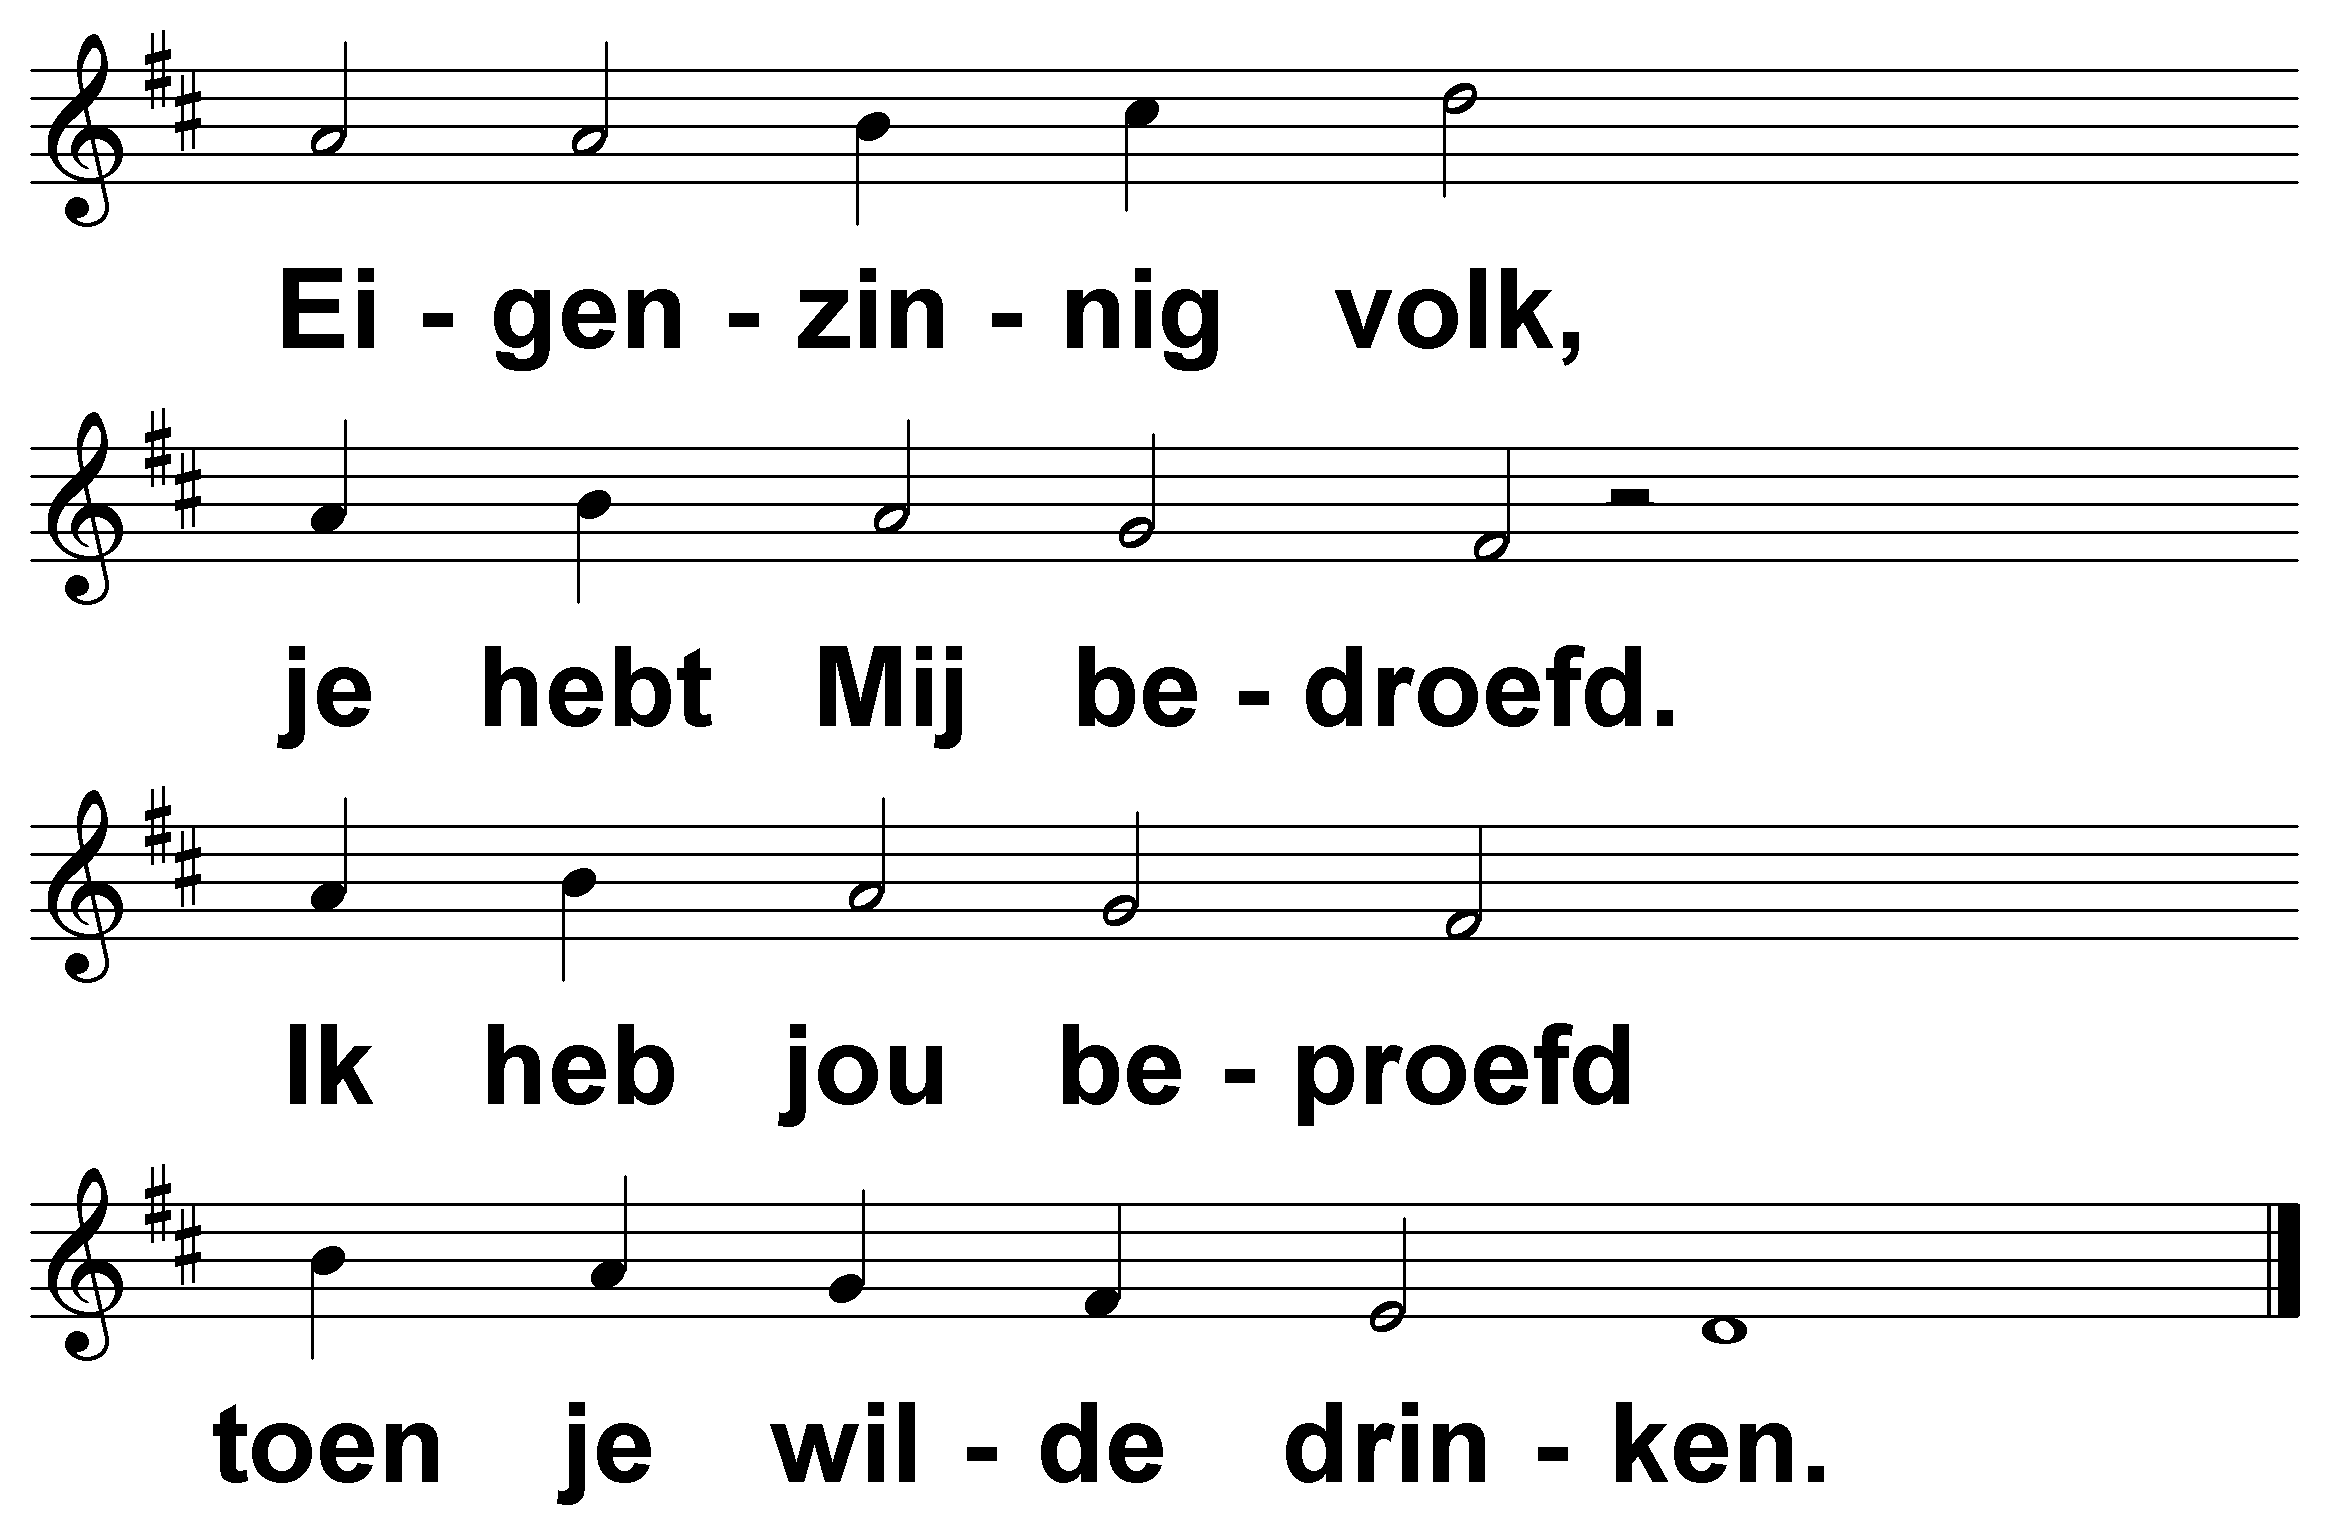 Ei - gen - zin - nig volk,
je hebt Mij be - droefd.
Ik heb jou be - proefd
toen je wil - de drin - ken.